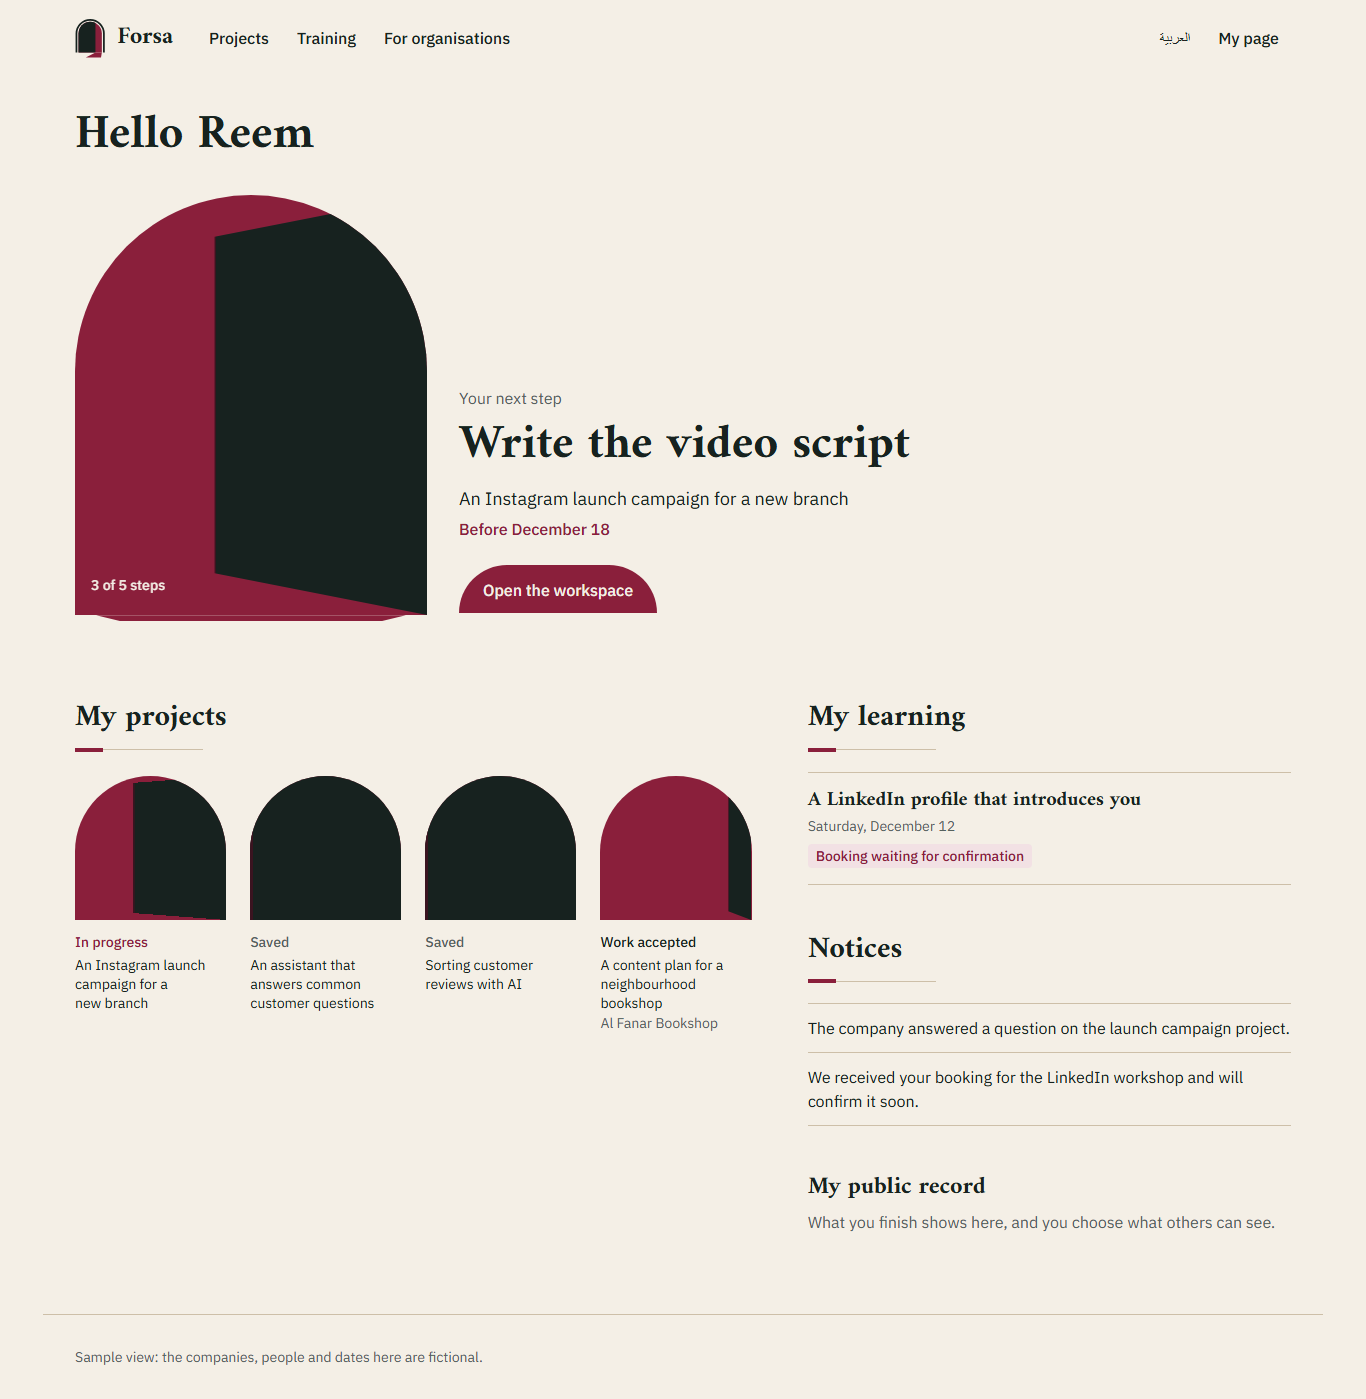 Forsa
Projects
Training
For organisations
العربية
My page
Hello Reem
3 of 5 steps
Your next step
Write the video script
An Instagram launch campaign for a new branch
Before December 18
Open the workspace
My projects
In progress
An Instagram launch
campaign for a
new branch
Saved
An assistant that
answers common
customer questions
Saved
Sorting customer
reviews with AI
Work accepted
A content plan for a
neighbourhood
bookshop
Al Fanar Bookshop
My learning
A LinkedIn profile that introduces you
Saturday, December 12
Booking waiting for confirmation
Notices
The company answered a question on the launch campaign project.
We received your booking for the LinkedIn workshop and will
confirm it soon.
My public record
What you finish shows here, and you choose what others can see.
Sample view: the companies, people and dates here are fictional.